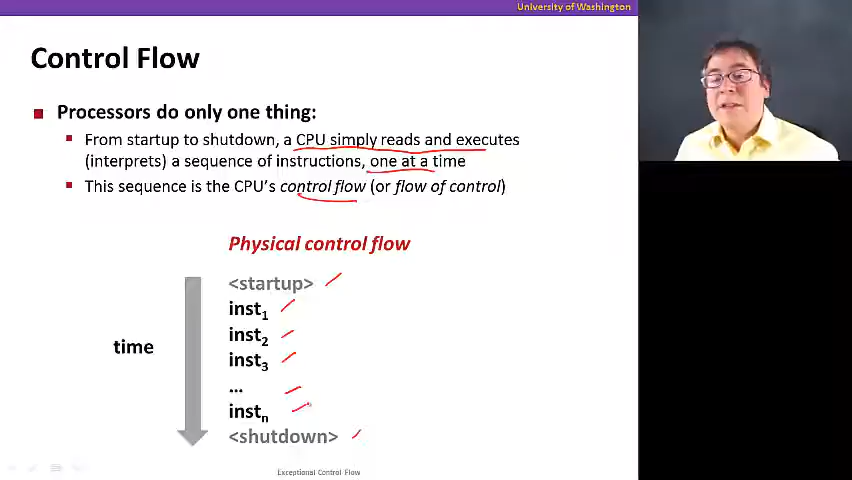 University of Washington
Control Flow
Processors do only one thing:
From startup to shutdown, a CPU simply reads and executes
(interprets) a sequence of instructions, one at a time
This sequence is the CPU's control flow (or flow of control)
Physical control flow
<startup>
inst1
inst2
inst3
...
instn
<shutdown>
time
Exceptional Control Flow